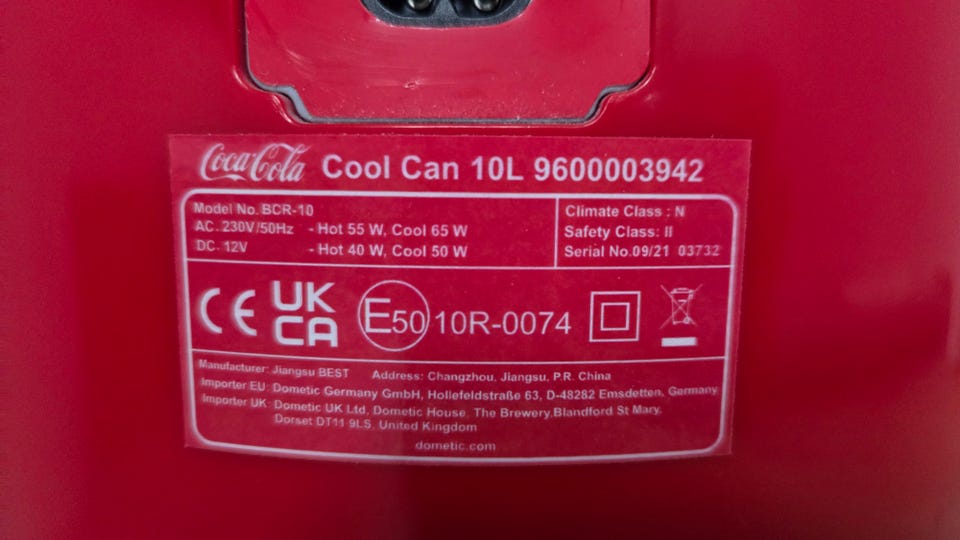 Coca-Cola Cool Can 10L 9600003942
Model No. BCR-10
AC. 230V/50Hz - Hot 55 W, Cool 65 W
DC. 12V - Hot 40 W, Cool 50 W
Climate Class : N
Safety Class: II
Serial No.09/21 03732
CE UK CA E50 10R-0074
Manufacturer: Jiangsu BEST Address: Changzhou, Jiangsu, P.R. China
Importer EU: Dometic Germany GmbH, Hollefeldstraße 63, D-48282 Emsdetten, Germany
Importer UK: Dometic UK Ltd, Dometic House, The Brewery,Blandford St Mary,
Dorset DT11 9LS, United Kingdom
dometic.com